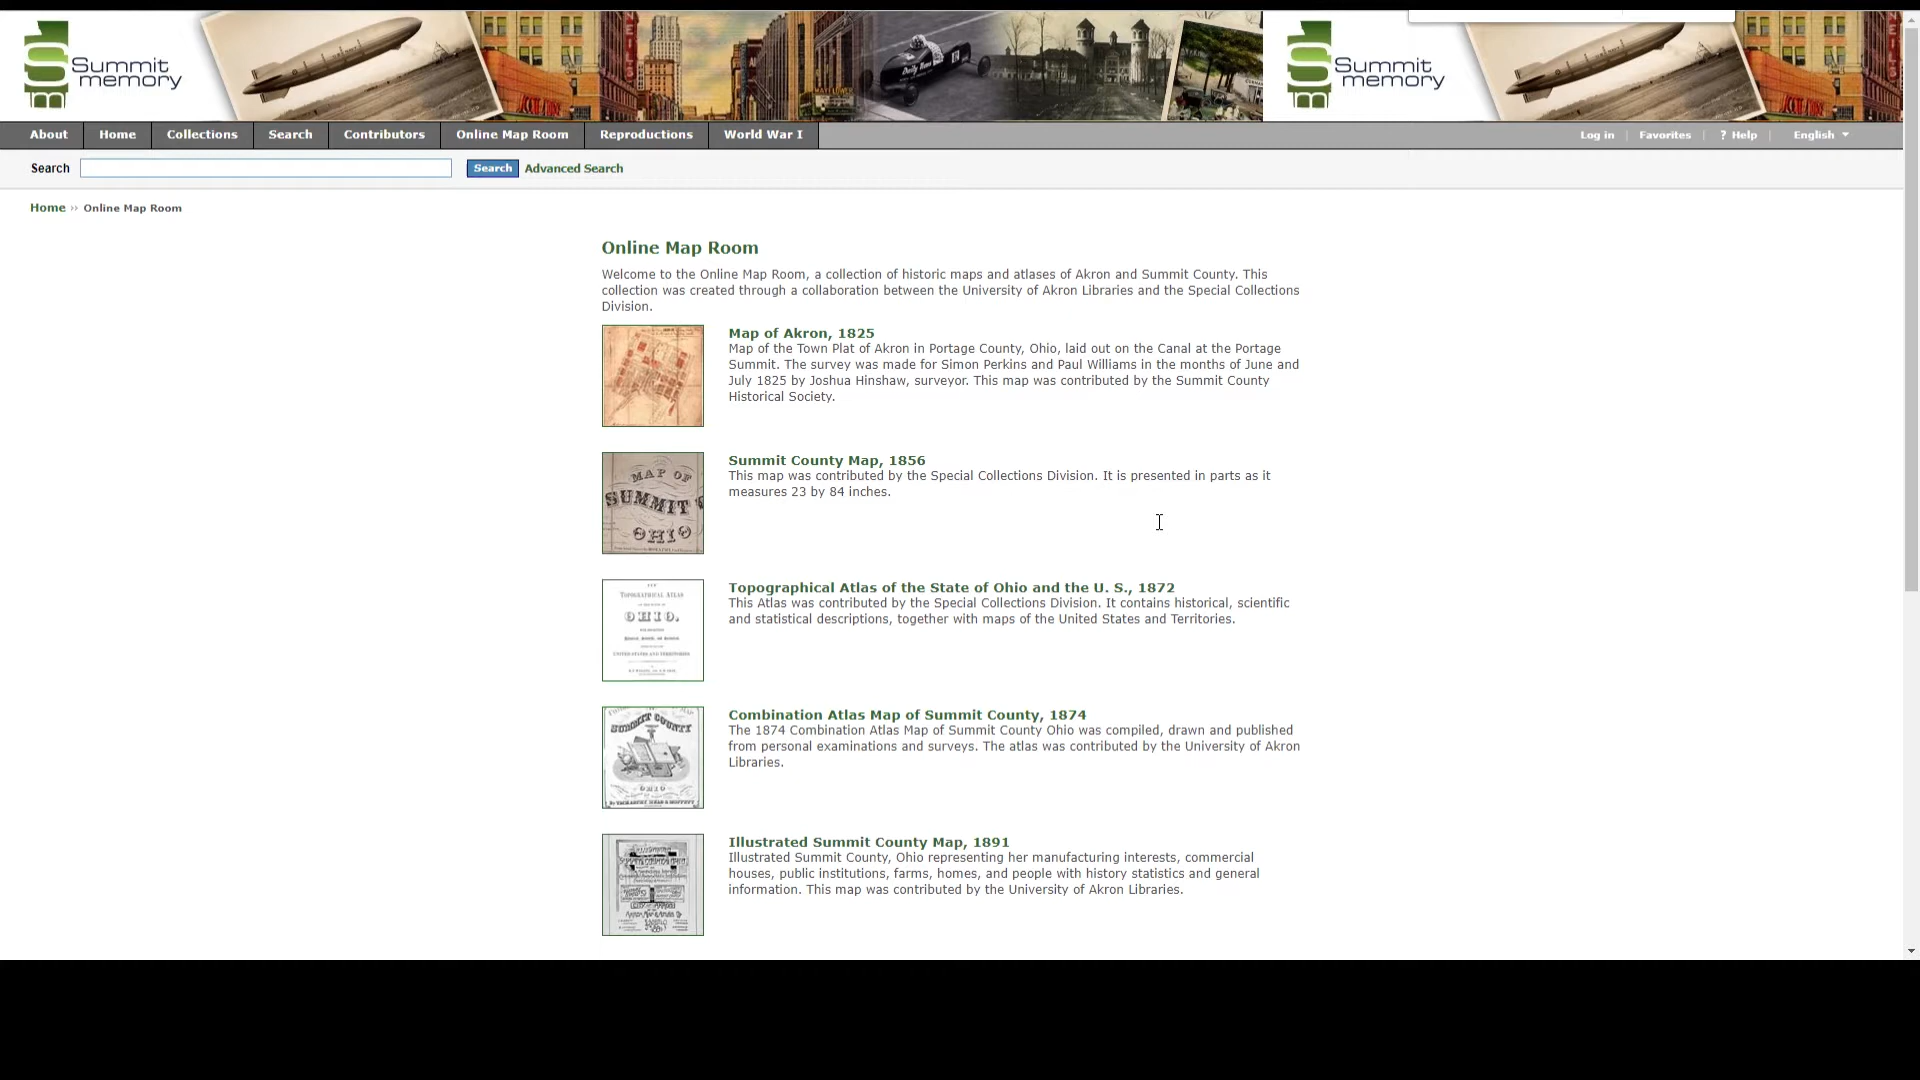 Summit memory
Summit memory
About Home Collections Search Contributors Online Map Room Reproductions World War I Log in Favorites ? Help English
Search Search Advanced Search
Home ›› Online Map Room
Online Map Room
Welcome to the Online Map Room, a collection of historic maps and atlases of Akron and Summit County. This
collection was created through a collaboration between the University of Akron Libraries and the Special Collections
Division.
Map of Akron, 1825
Map of the Town Plat of Akron in Portage County, Ohio, laid out on the Canal at the Portage
Summit. The survey was made for Simon Perkins and Paul Williams in the months of June and
July 1825 by Joshua Hinshaw, surveyor. This map was contributed by the Summit County
Historical Society.
MAP OF
SUMMIT
OHIO
Summit County Map, 1856
This map was contributed by the Special Collections Division. It is presented in parts as it
measures 23 by 84 inches.
TOPOGRAPHICAL ATLAS
OHIO.
UNITED STATES AND TERRITORIES
Topographical Atlas of the State of Ohio and the U. S., 1872
This Atlas was contributed by the Special Collections Division. It contains historical, scientific
and statistical descriptions, together with maps of the United States and Territories.
SUMMIT COUNTY
OHIO
Combination Atlas Map of Summit County, 1874
The 1874 Combination Atlas Map of Summit County Ohio was compiled, drawn and published
from personal examinations and surveys. The atlas was contributed by the University of Akron
Libraries.
Illustrated Summit County Map, 1891
Illustrated Summit County, Ohio representing her manufacturing interests, commercial
houses, public institutions, farms, homes, and people with history statistics and general
information. This map was contributed by the University of Akron Libraries.